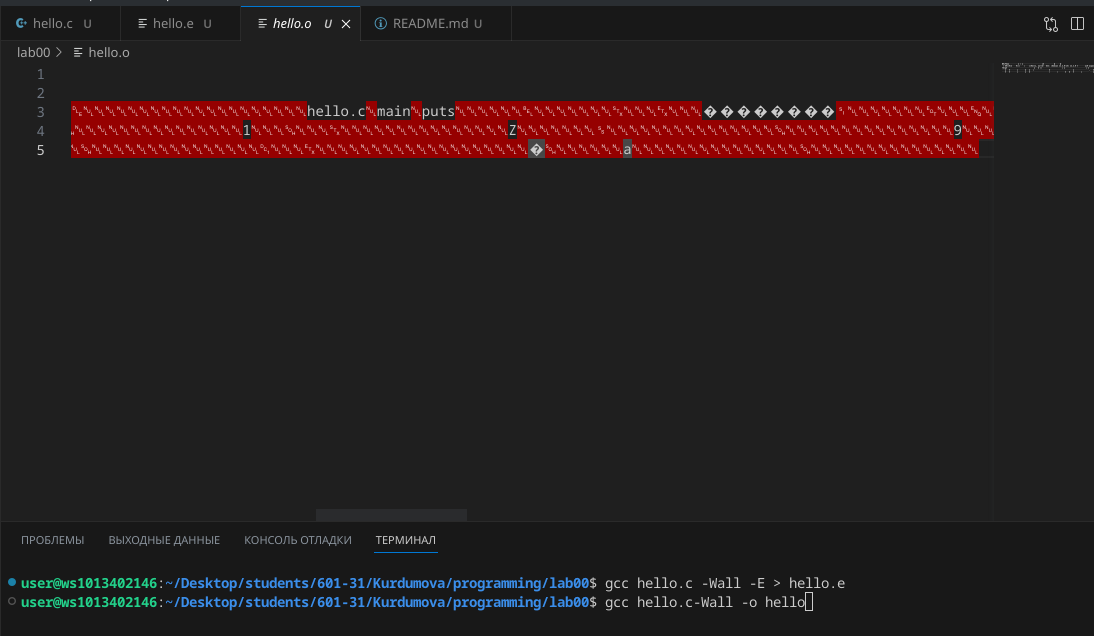 hello.c U hello.e U hello.o U README.md U
lab00 > hello.o
1
2
3 hello.c main puts
4 1 Z 9
5 a
ПРОБЛЕМЫ ВЫХОДНЫЕ ДАННЫЕ КОНСОЛЬ ОТЛАДКИ ТЕРМИНАЛ
user@ws1013402146:~/Desktop/students/601-31/Kurdumova/programming/lab00$ gcc hello.c -Wall -E > hello.e
user@ws1013402146:~/Desktop/students/601-31/Kurdumova/programming/lab00$ gcc hello.c-Wall -o hello